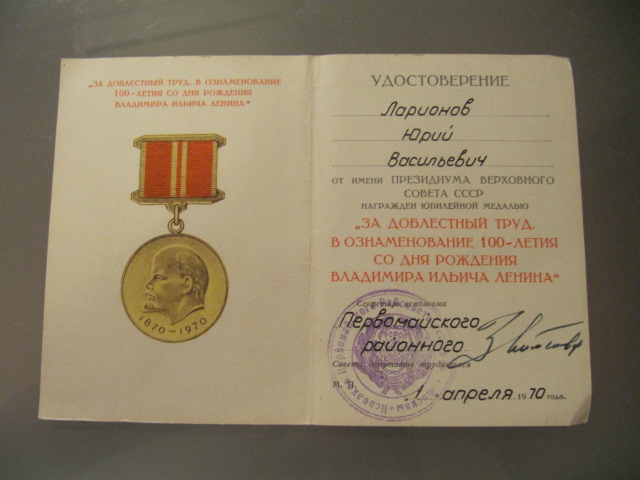 „ЗА ДОБЛЕСТНЫЙ ТРУД. В ОЗНАМЕНОВАНИЕ
100-ЛЕТИЯ СО ДНЯ РОЖДЕНИЯ
ВЛАДИМИРА ИЛЬИЧА ЛЕНИНА“
1870-1970
УДОСТОВЕРЕНИЕ
Ларионов
Юрий
Васильевич
ОТ ИМЕНИ ПРЕЗИДИУМА ВЕРХОВНОГО
СОВЕТА СССР
НАГРАЖДЕН ЮБИЛЕЙНОЙ МЕДАЛЬЮ
„ЗА ДОБЛЕСТНЫЙ ТРУД.
В ОЗНАМЕНОВАНИЕ 100-ЛЕТИЯ
СО ДНЯ РОЖДЕНИЯ
ВЛАДИМИРА ИЛЬИЧА ЛЕНИНА“
Секретарь исполкома
Первомайского
районного
Совета депутатов трудящихся
М. П. „1“ апреля 1970 года.